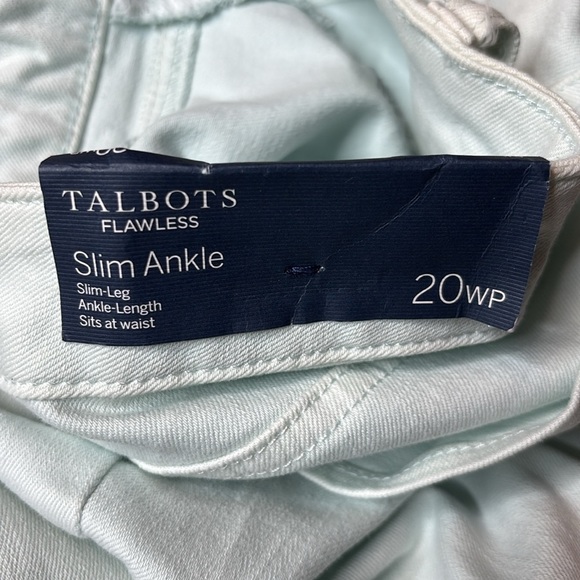 TALBOTS
FLAWLESS
Slim Ankle
Slim-Leg
Ankle-Length
Sits at waist
20WP